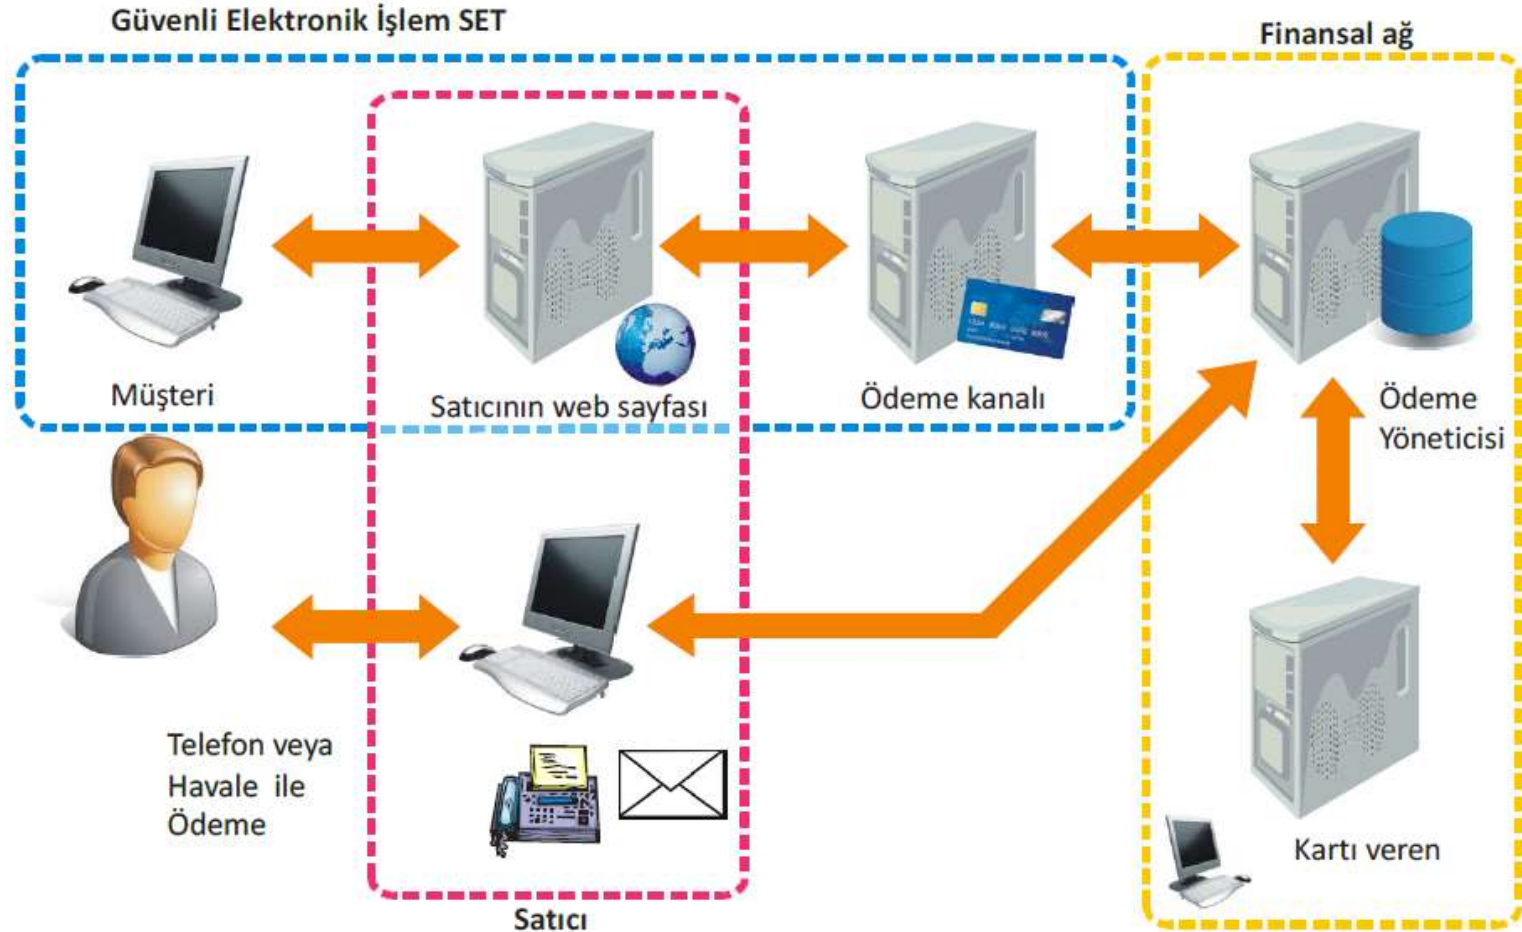 Güvenli Elektronik İşlem SET
Finansal ağ
Müşteri
Satıcının web sayfası
Ödeme kanalı
Ödeme
Yöneticisi
Telefon veya
Havale ile
Ödeme
Kartı veren
Satıcı